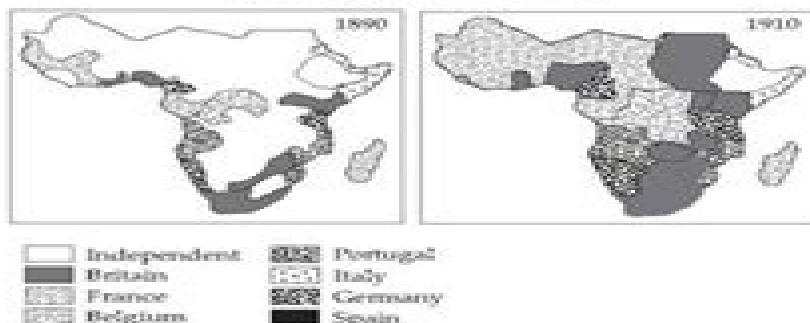 1890
1910
Independent
Britain
France
Belgium
Portugal
Italy
Germany
Spain